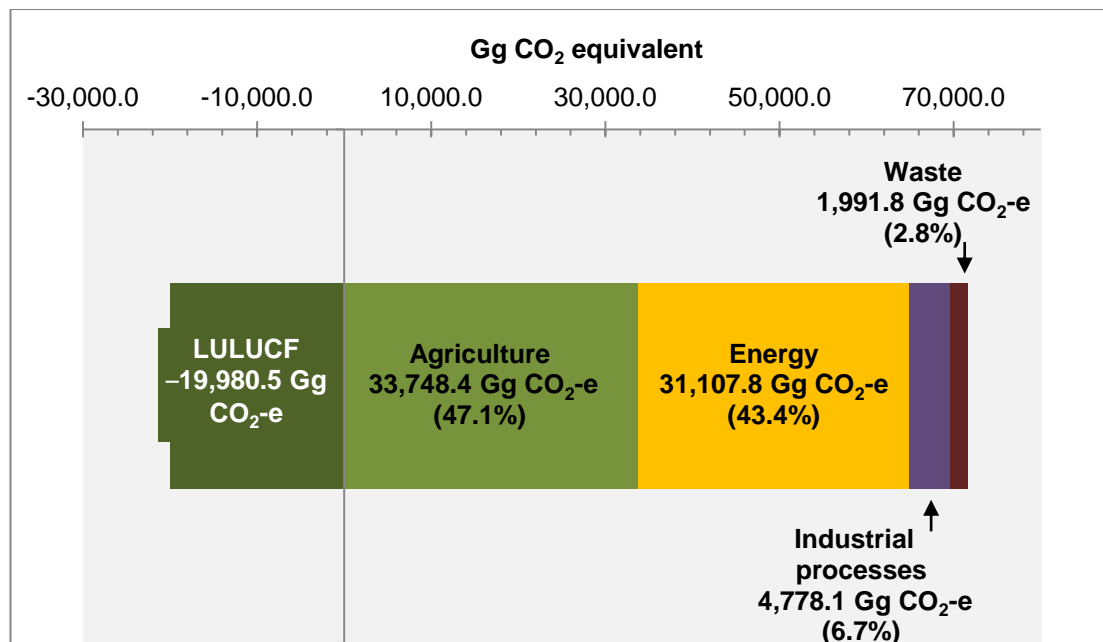 Gg CO₂ equivalent
-30,000.0 -10,000.0 10,000.0 30,000.0 50,000.0 70,000.0
Waste
1,991.8 Gg CO₂-e
(2.8%)
LULUCF
–19,980.5 Gg
CO₂-e
Agriculture
33,748.4 Gg CO₂-e
(47.1%)
Energy
31,107.8 Gg CO₂-e
(43.4%)
Industrial
processes
4,778.1 Gg CO₂-e
(6.7%)